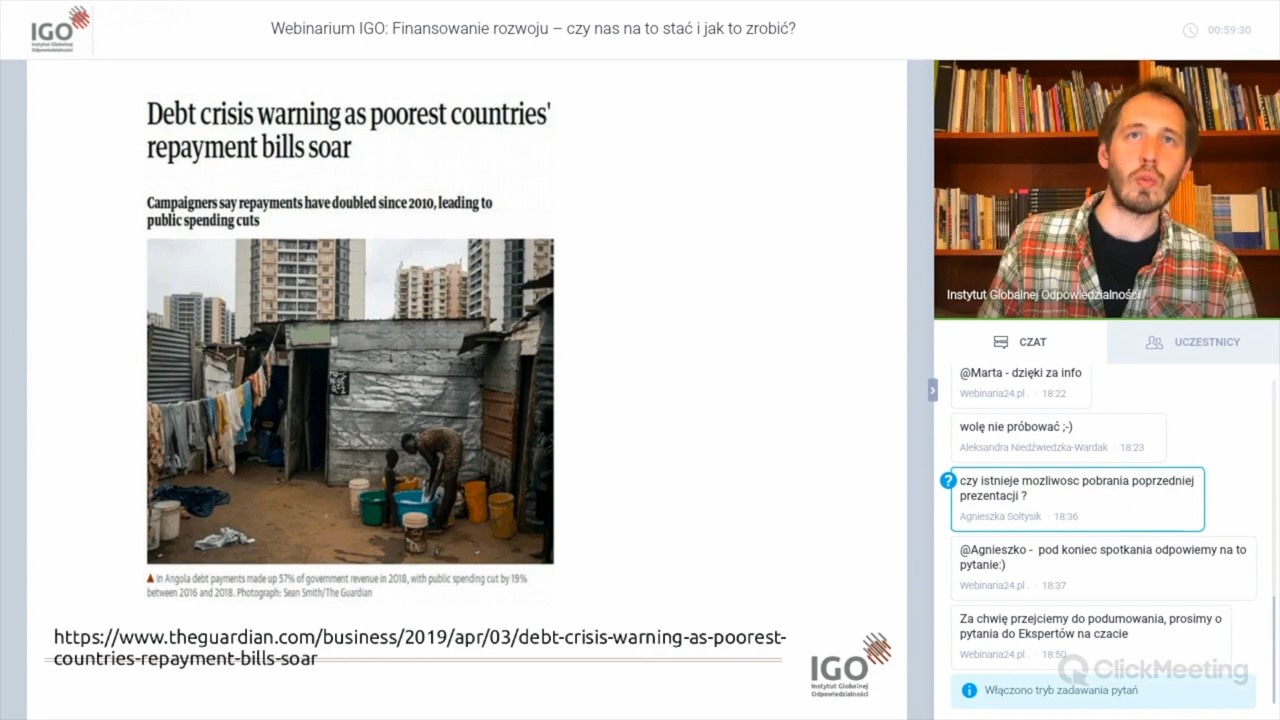 IGO
Instytut Globalnej
Odpowiedzialności
Webinarium IGO: Finansowanie rozwoju – czy nas na to stać i jak to zrobić?
00:59:30
Debt crisis warning as poorest countries'
repayment bills soar
Campaigners say repayments have doubled since 2010, leading to
public spending cuts
In Angola debt payments made up 57% of government revenue in 2018, with public spending cut by 19%
between 2016 and 2018. Photograph: Sean Smith/The Guardian
https://www.theguardian.com/business/2019/apr/03/debt-crisis-warning-as-poorest-
countries-repayment-bills-soar
IGO
Instytut Globalnej
Odpowiedzialności
Instytut Globalnej Odpowiedzialności
CZAT
UCZESTNICY
@Marta - dzięki za info
Webinaria24.pl . 18:22
wolę nie próbować ;-)
Aleksandra Niedźwiedzka-Wardak 18:23
?
czy istnieje mozliwosc pobrania poprzedniej
prezentacji ?
Agnieszka Soltysik 18:36
@Agnieszko - pod koniec spotkania odpowiemy na to
pytanie:)
Webinaria24.pl . 18:37
Za chwię przejciemy do podumowania, prosimy o
pytania do Ekspertów na czacie
Webinaria24.pl . 18:50
ClickMeeting
Włączono tryb zadawania pytań